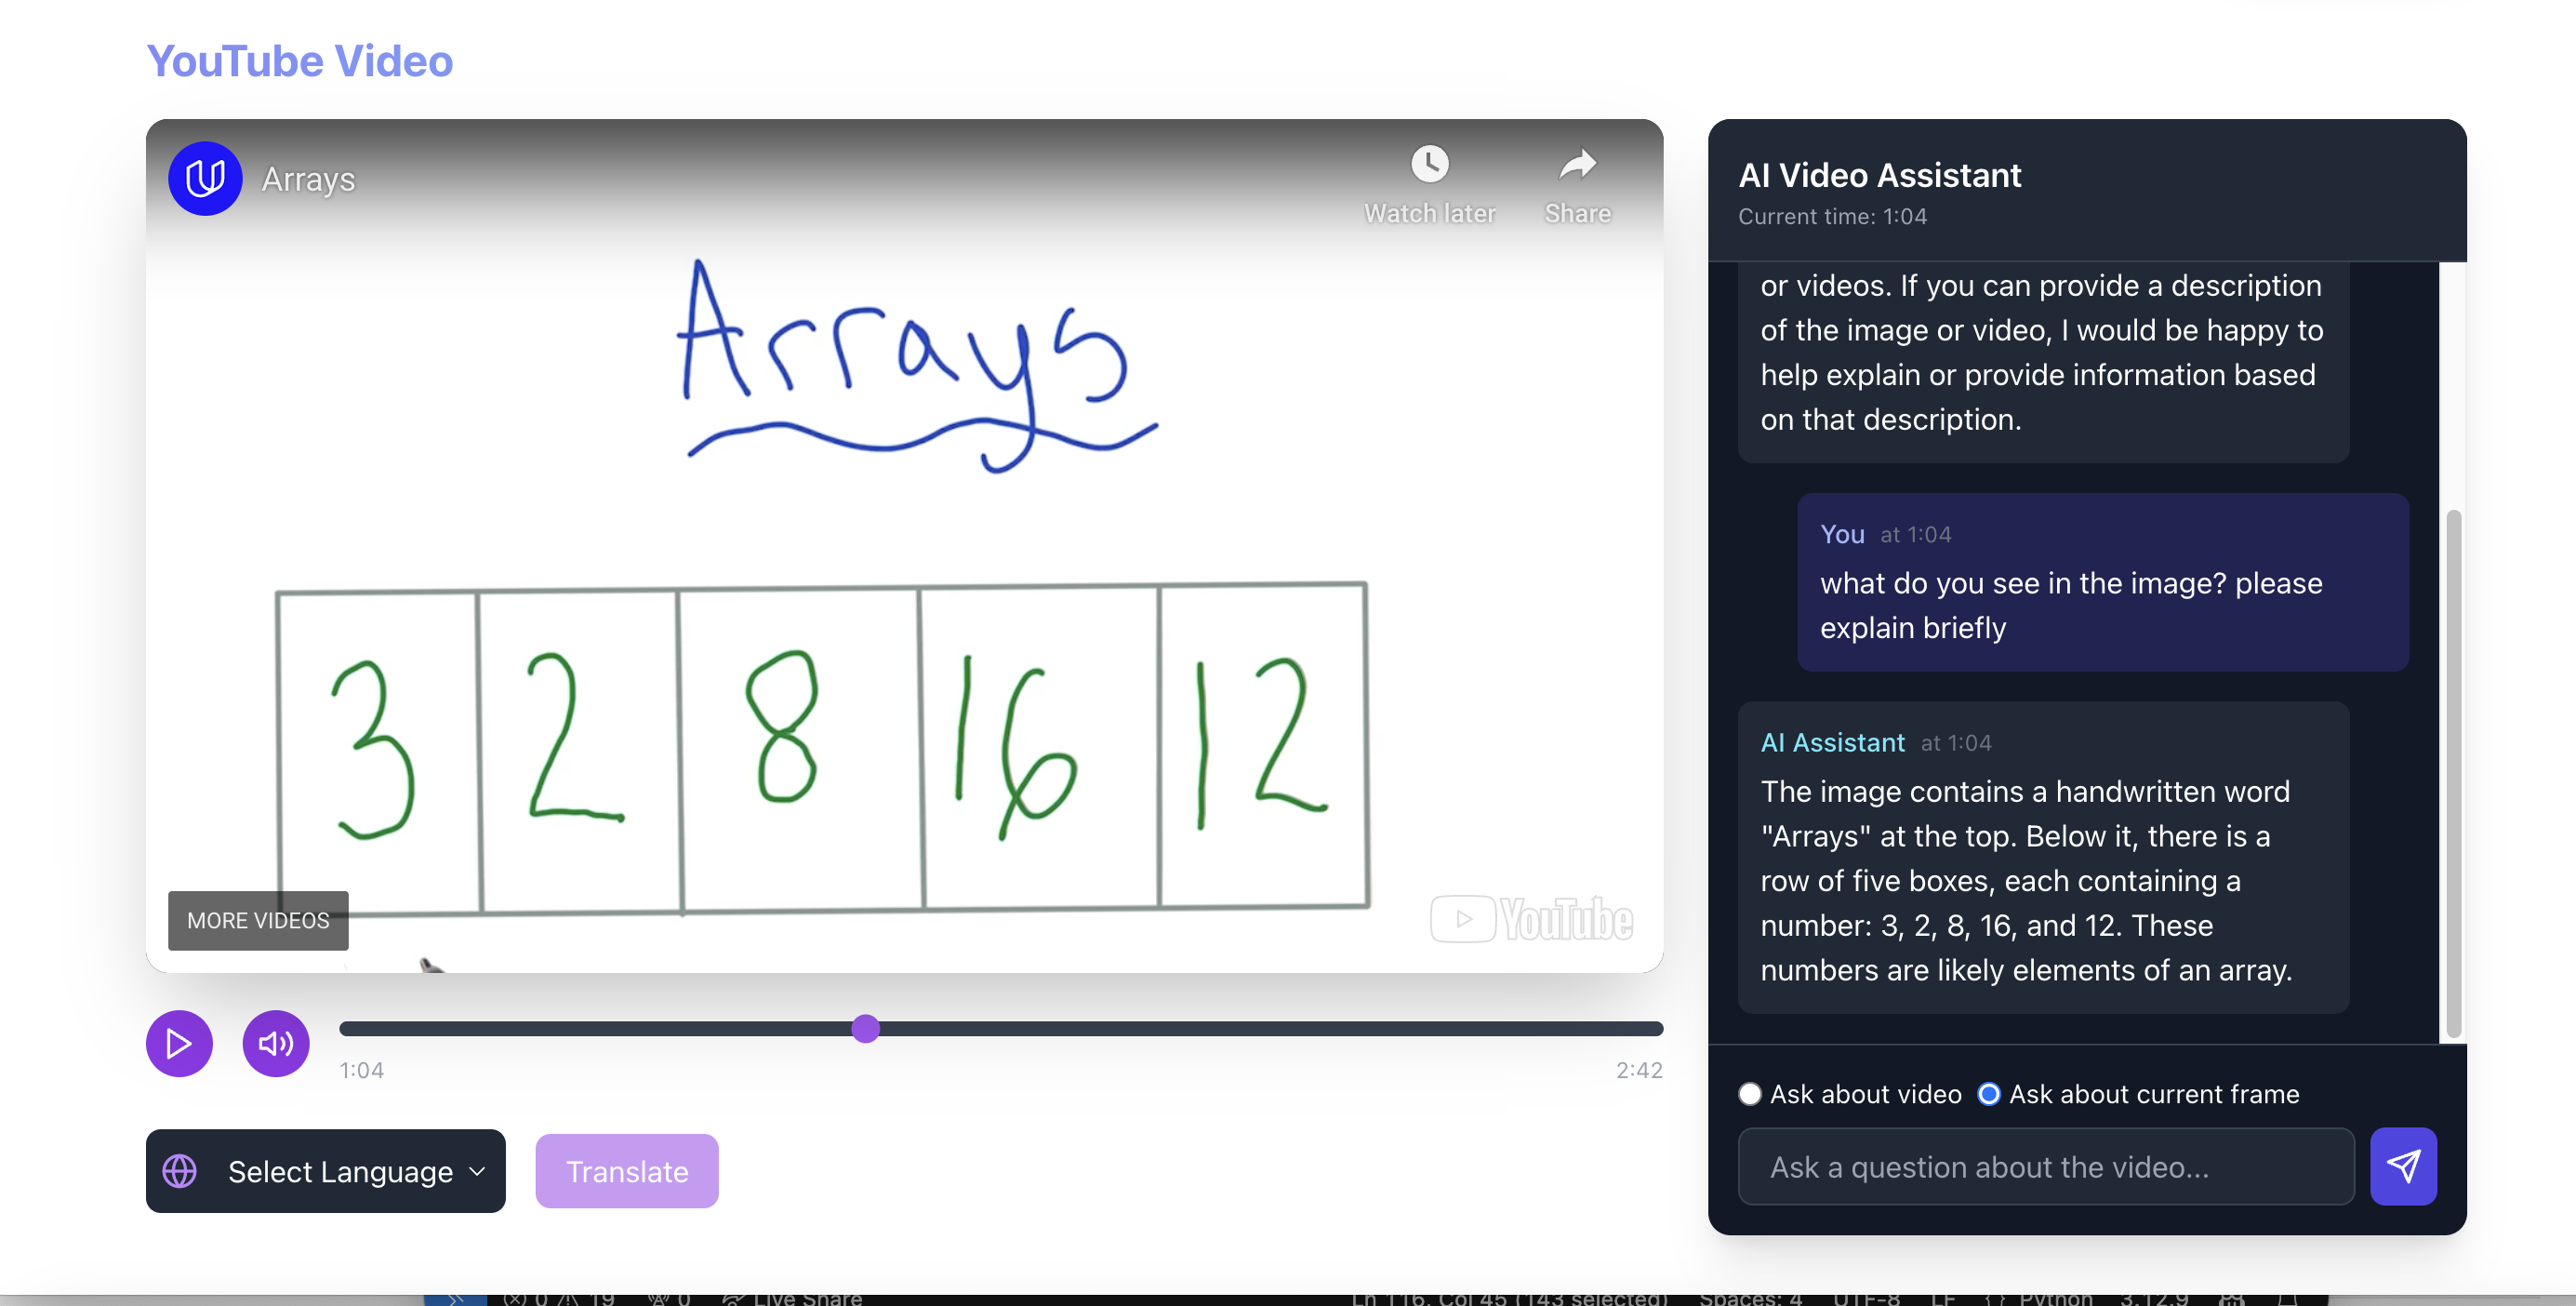 YouTube Video
Arrays
Watch later
Share
Arrays
3 2 8 16 12
MORE VIDEOS
YouTube
1:04
2:42
Select Language
Translate
AI Video Assistant
Current time: 1:04
or videos. If you can provide a description
of the image or video, I would be happy to
help explain or provide information based
on that description.
You at 1:04
what do you see in the image? please
explain briefly
AI Assistant at 1:04
The image contains a handwritten word
"Arrays" at the top. Below it, there is a
row of five boxes, each containing a
number: 3, 2, 8, 16, and 12. These
numbers are likely elements of an array.
Ask about video
Ask about current frame
Ask a question about the video...
0 19 0 Live Share Ln 116, Col 45 (143 selected) Spaces: 4 UTF-8 LF {} Python 3.12.9